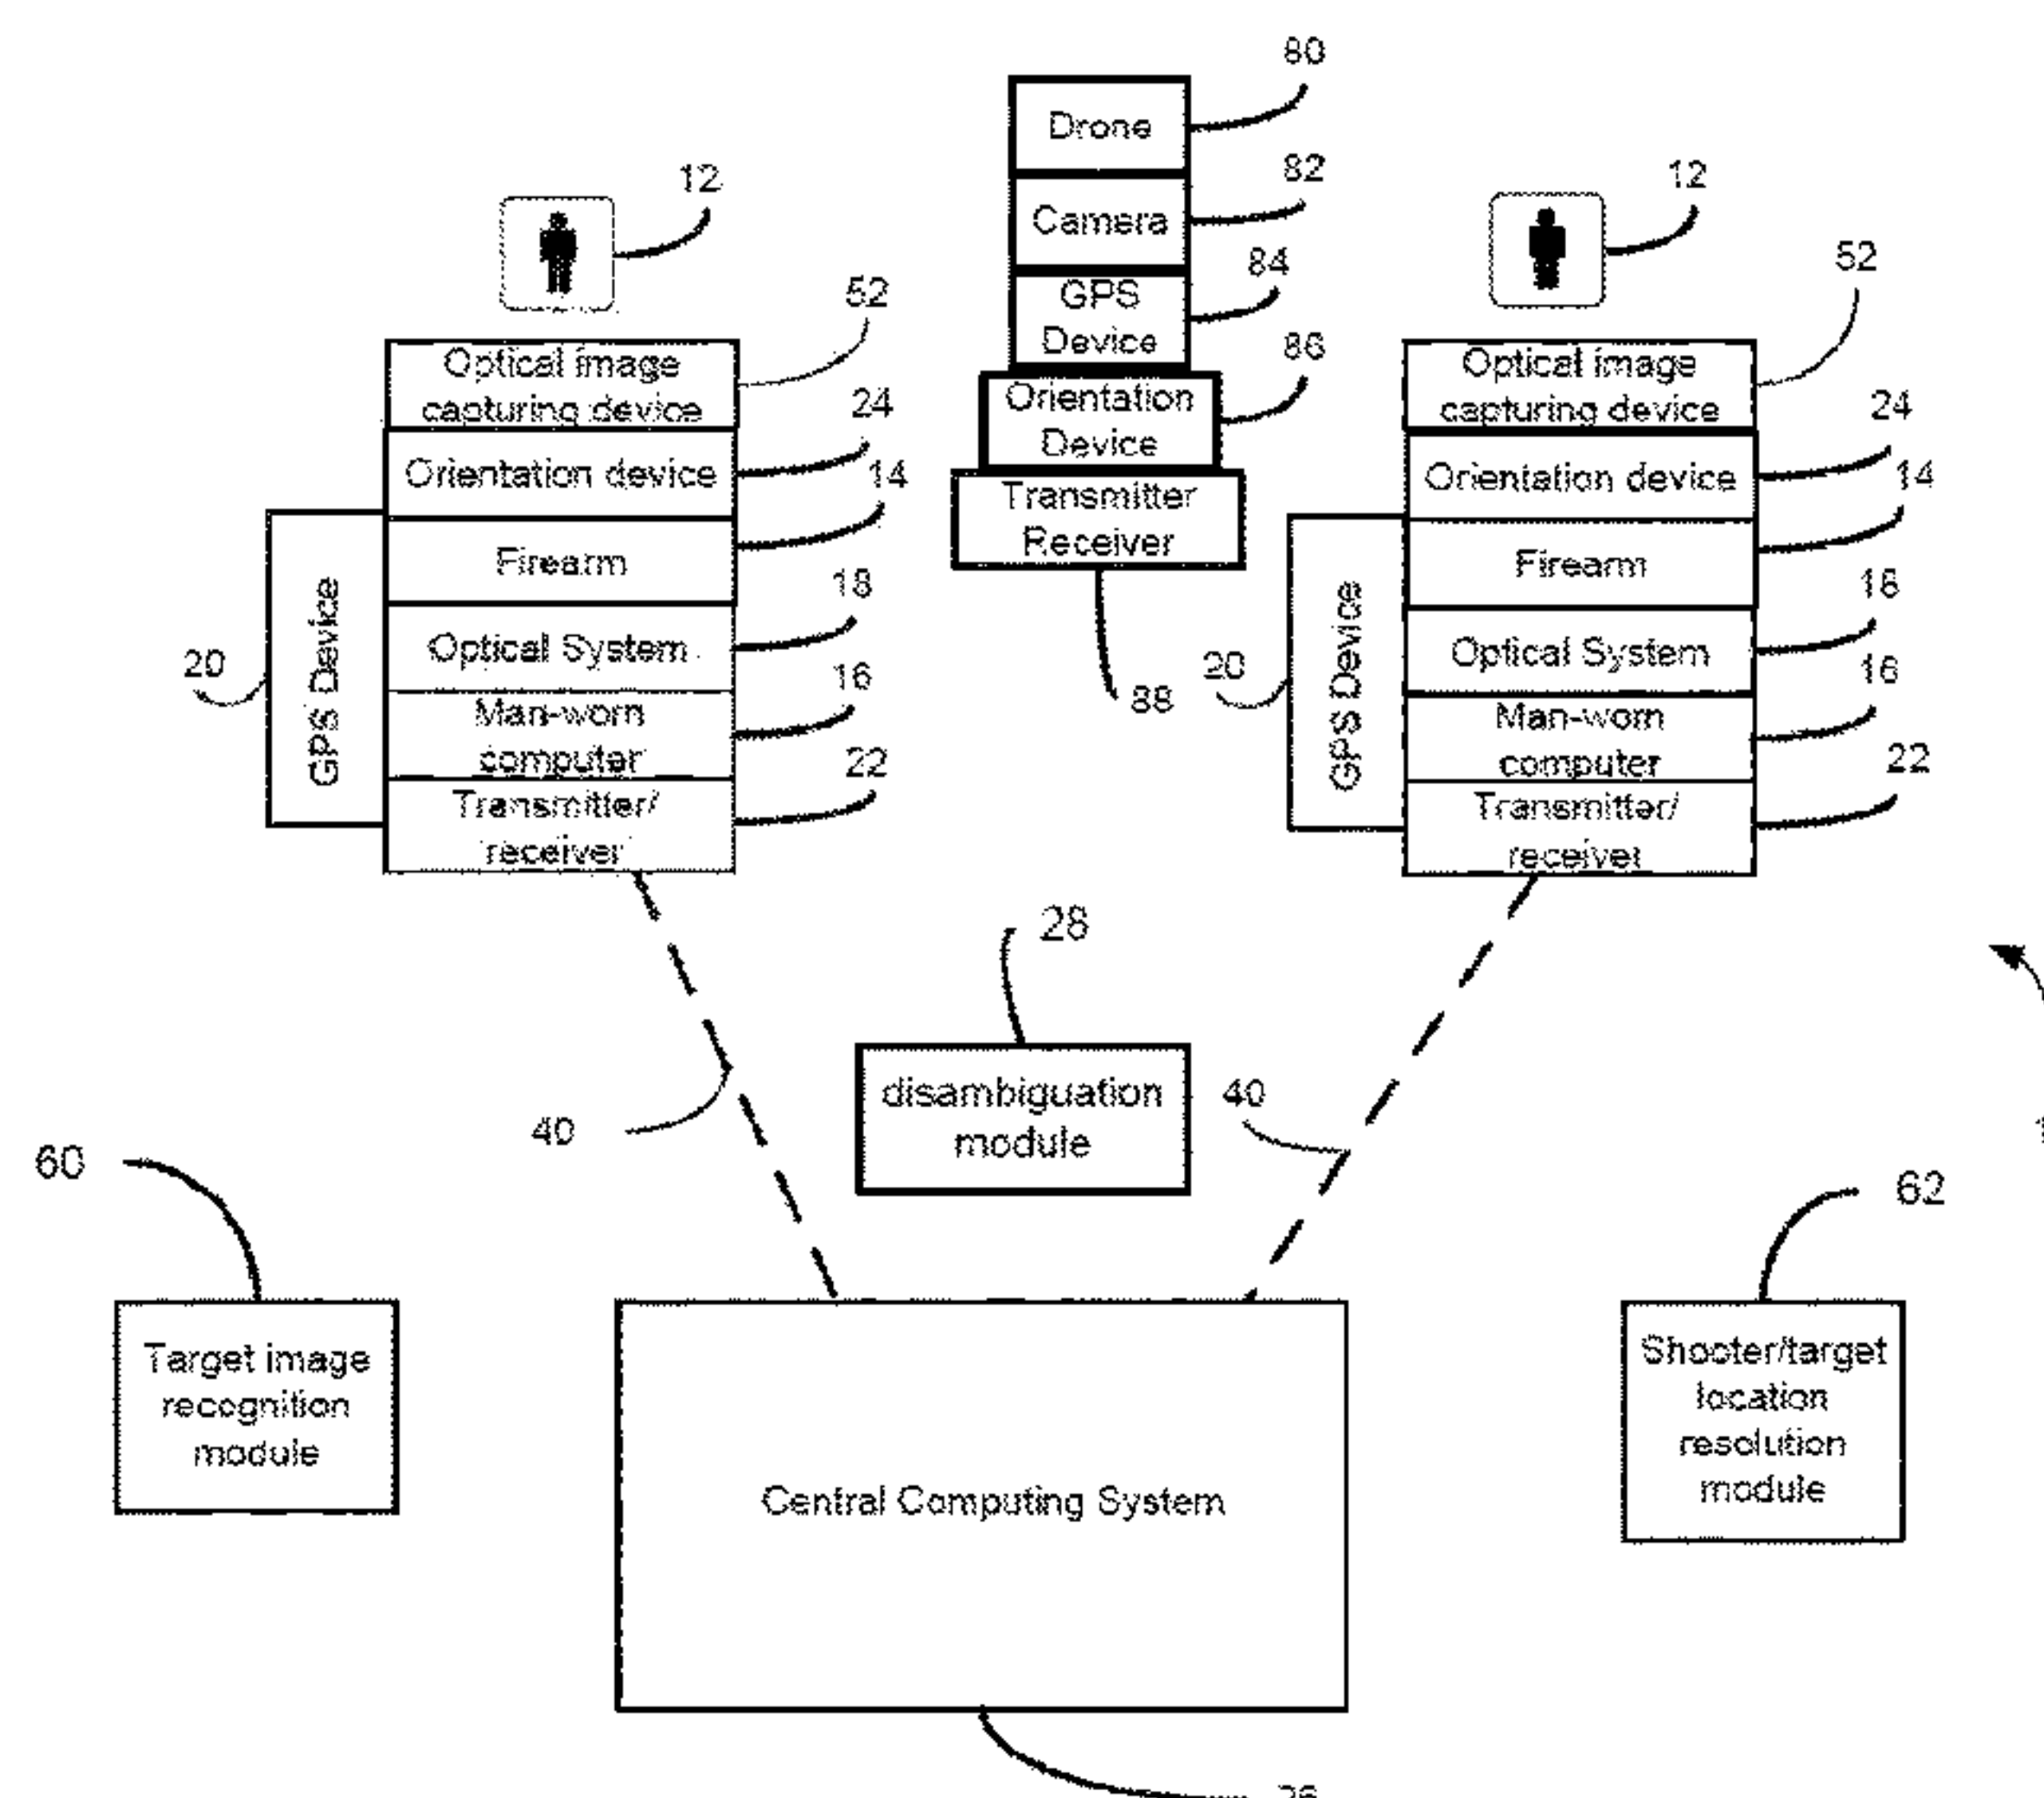 80
Drone
12
82
12
Camera
84
52
GPS
Device
52
86
Optical image
capturing device
24
Orientation
Device
Optical image
capturing device
24
Orientation device
14
Transmitter
Receiver
Orientation device
14
Firearm
18
Firearm
18
GPS Device
20
Optical System
16
88
GPS Device
20
Optical System
16
Man-worn
computer
22
Man-worn
computer
22
Transmitter/
receiver
Transmitter/
receiver
28
disambiguation
module
40
40
60
62
Target image
recognition
module
Central Computing System
Shooter/target
location
resolution
module